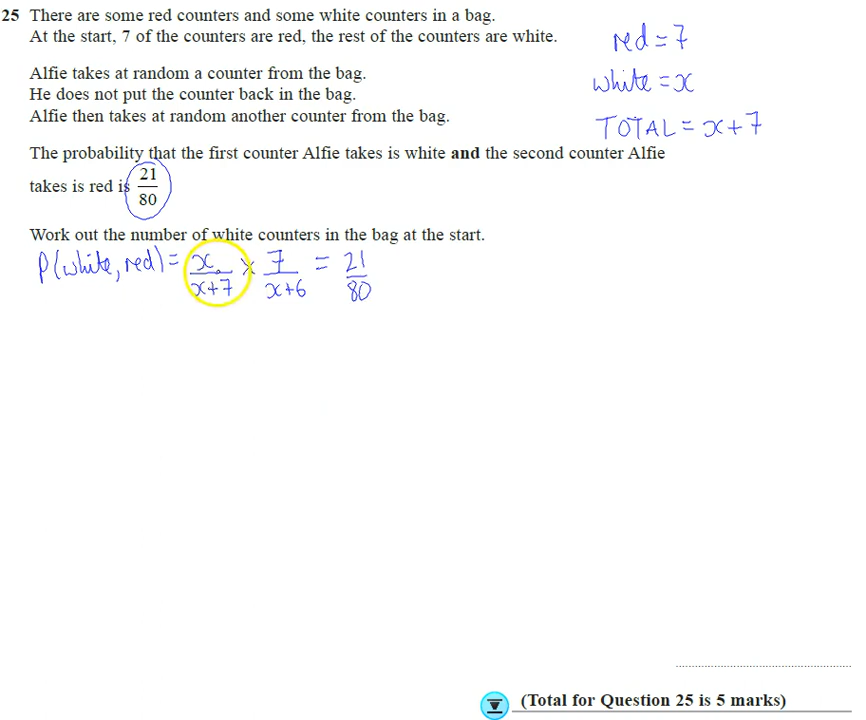 25 There are some red counters and some white counters in a bag.
At the start, 7 of the counters are red, the rest of the counters are white.
red = 7
Alfie takes at random a counter from the bag.
white = x
He does not put the counter back in the bag.
Alfie then takes at random another counter from the bag.
TOTAL = x + 7
The probability that the first counter Alfie takes is white and the second counter Alfie
takes is red is 21/80
Work out the number of white counters in the bag at the start.
P(white, red) = x/(x+7) × 7/(x+6) = 21/80
(Total for Question 25 is 5 marks)